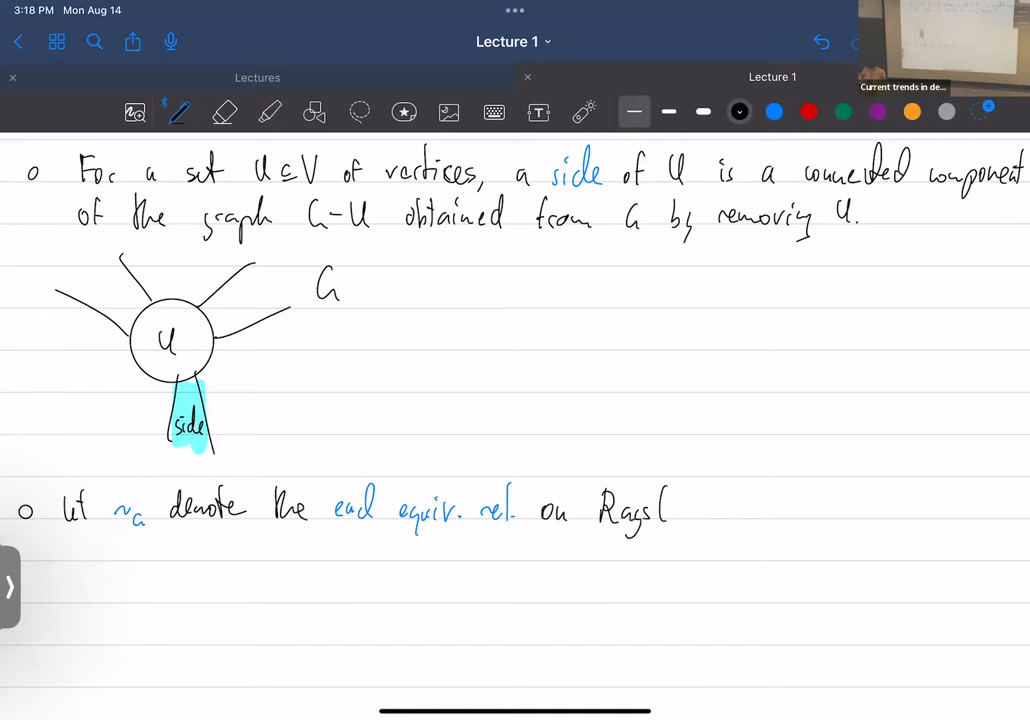 3:18 PM Mon Aug 14
Lecture 1
Lectures
Lecture 1
Current trends in de...
o For a set U ⊆ V of vertices, a side of U is a connected component
of the graph G-U obtained from G by removing U.
G
U
side
o Let ~G denote the end equiv. rel. on Rays(